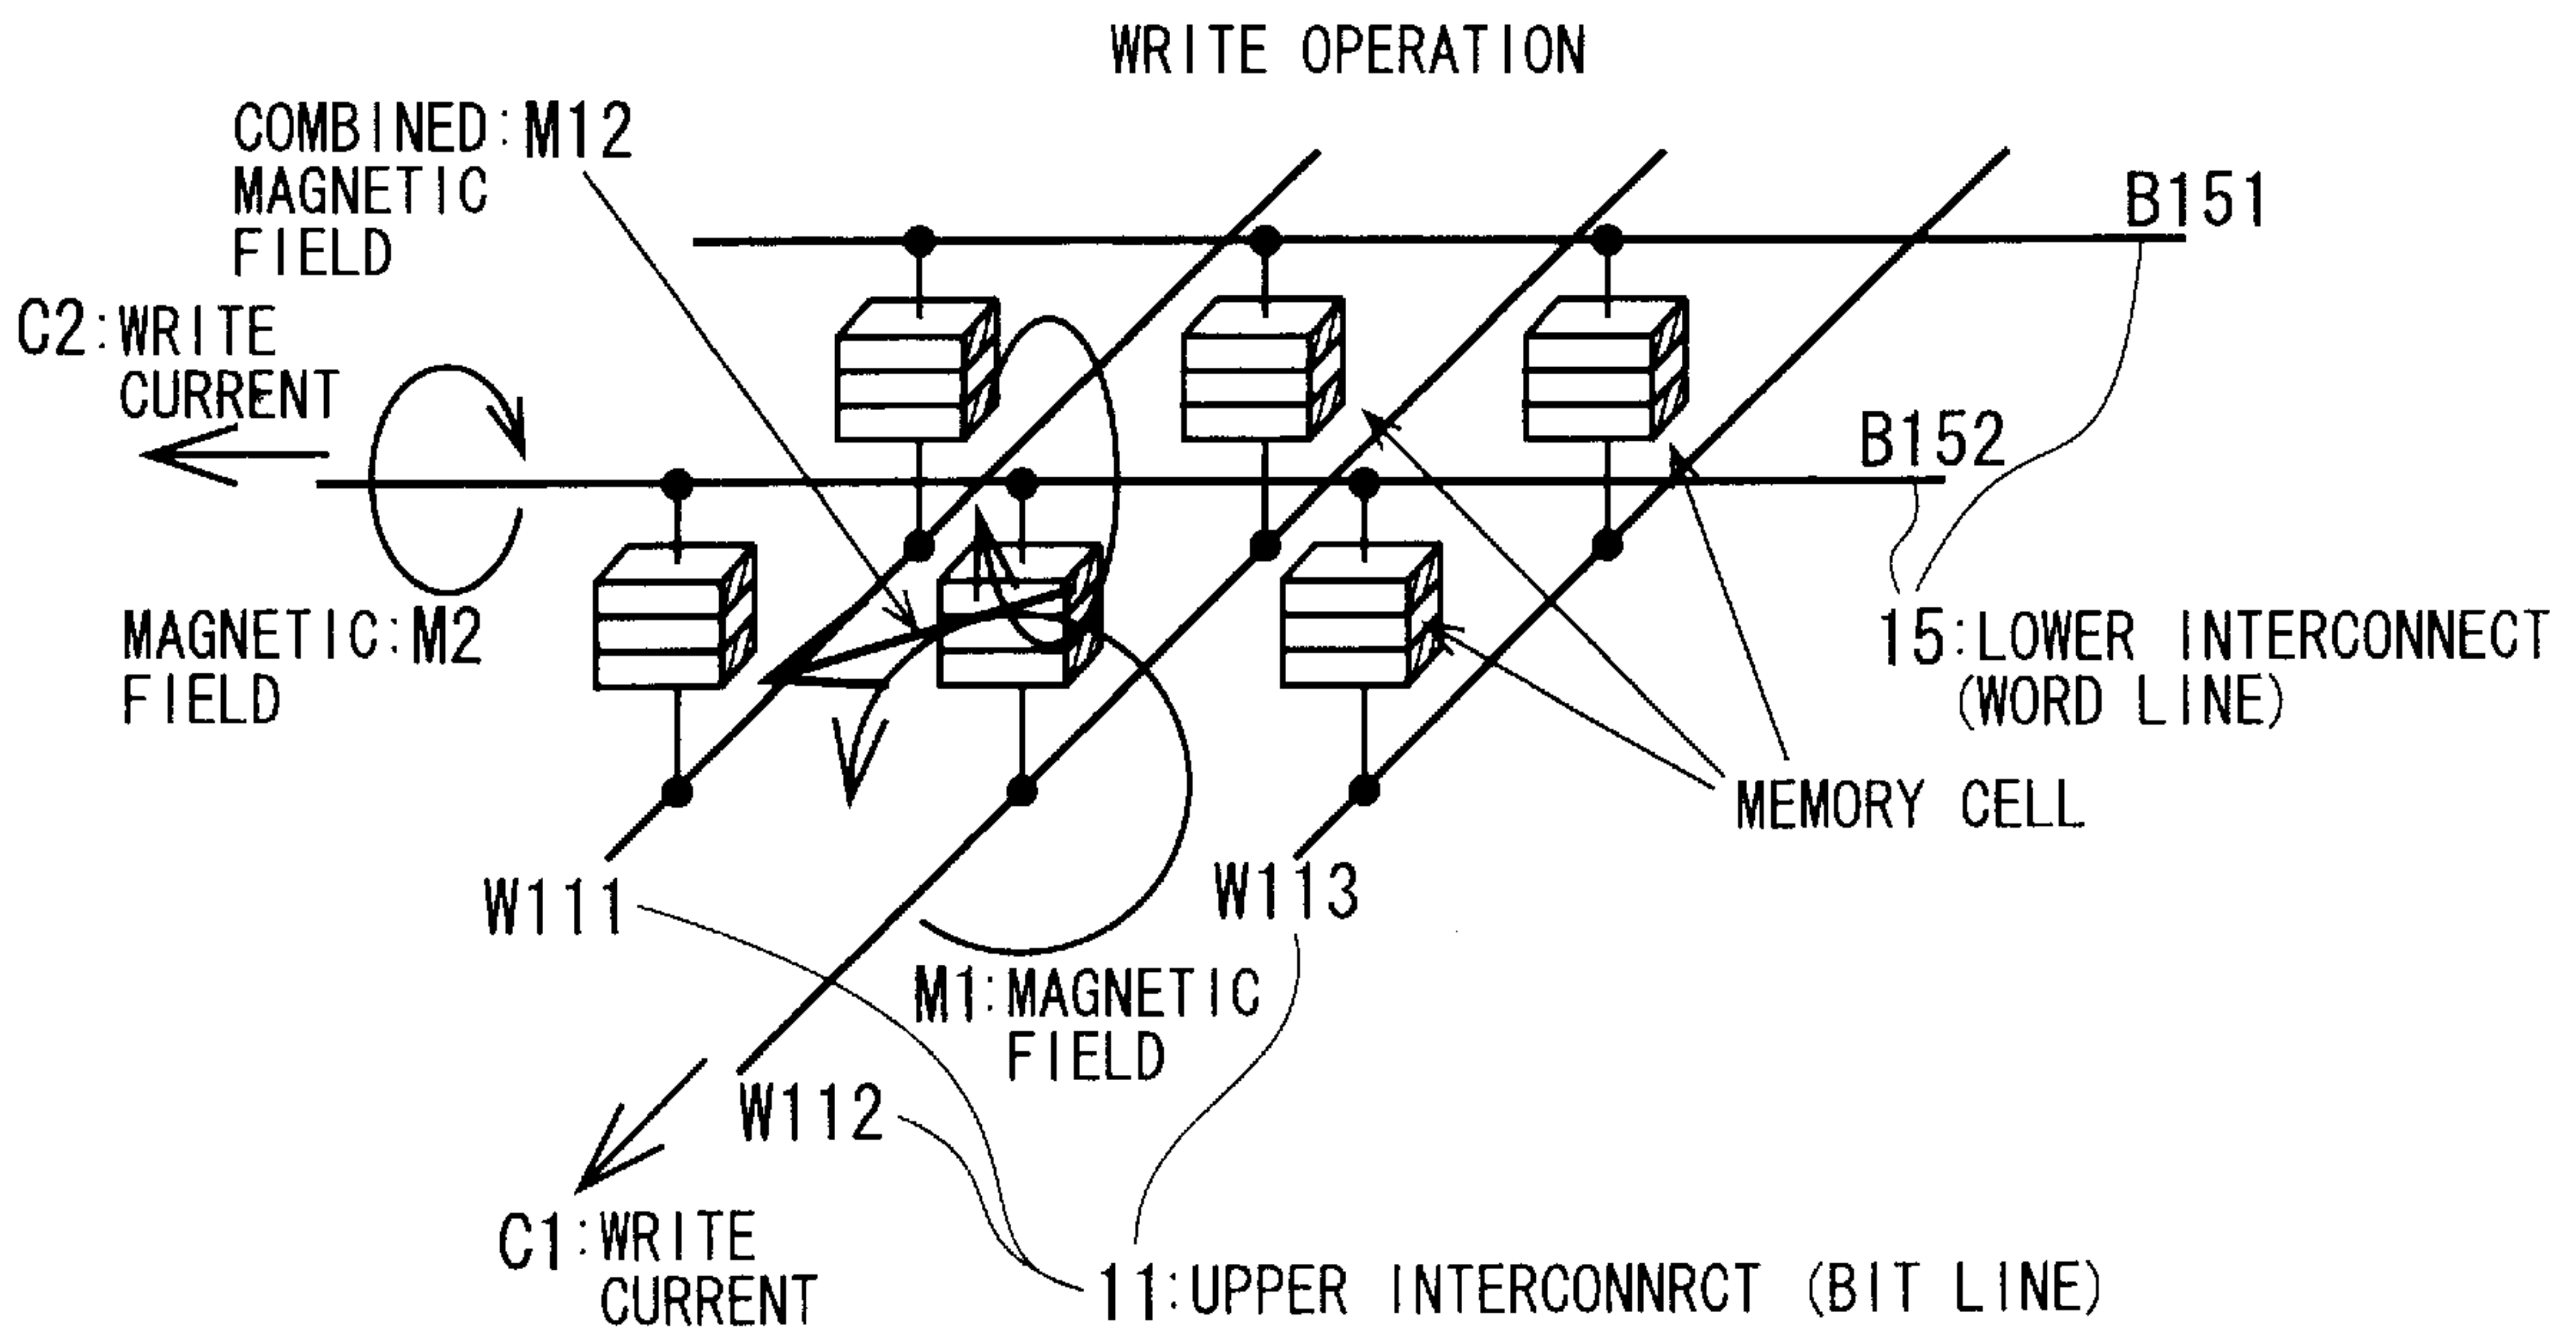 WRITE OPERATION
COMBINED:M12
MAGNETIC
FIELD
B151
C2:WRITE
CURRENT
B152
MAGNETIC:M2
FIELD
15:LOWER INTERCONNECT
(WORD LINE)
MEMORY CELL
W111
W113
M1:MAGNETIC
FIELD
W112
C1:WRITE
CURRENT
11:UPPER INTERCONNRCT (BIT LINE)